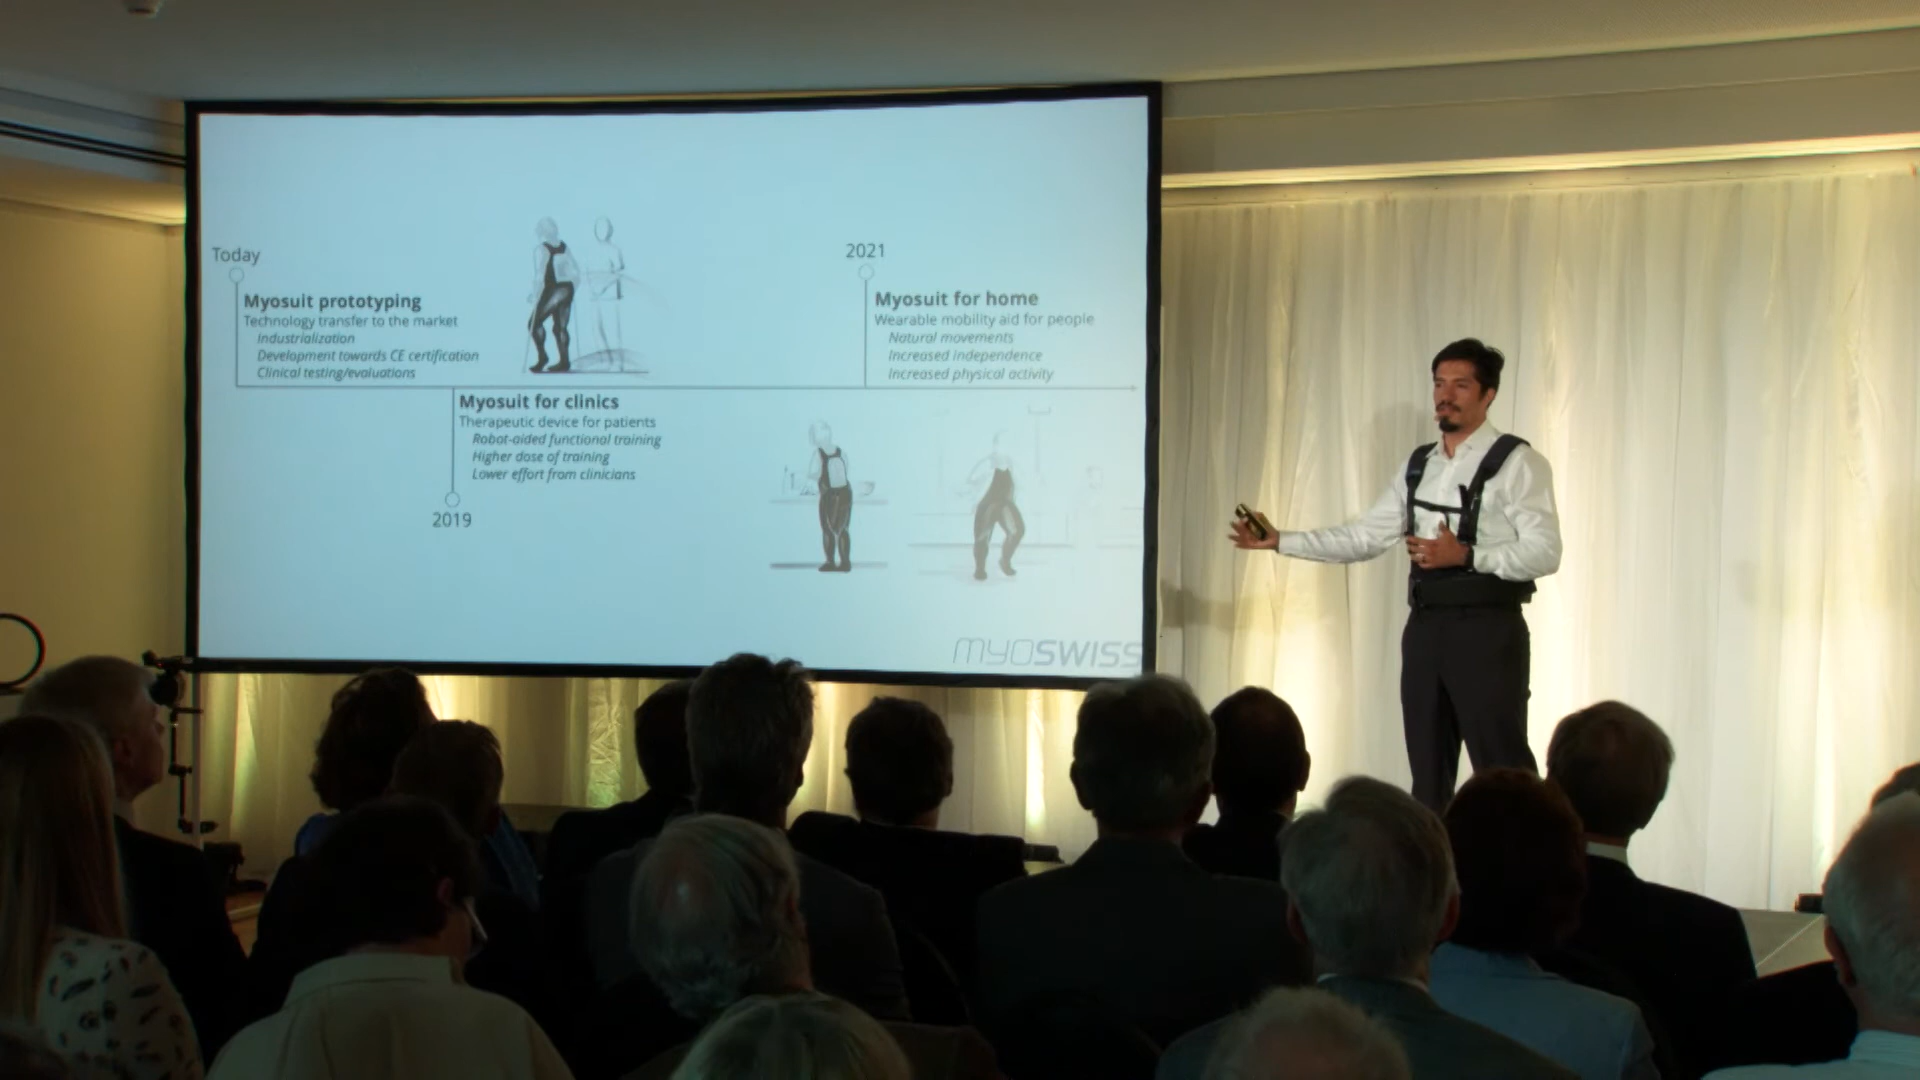 Today
Myosuit prototyping
Technology transfer to the market
Industrialization
Development towards CE certification
Clinical testing/evaluations
Myosuit for clinics
Therapeutic device for patients
Robot-aided functional training
Higher dose of training
Lower effort from clinicians
2019
2021
Myosuit for home
Wearable mobility aid for people
Natural movements
Increased independence
Increased physical activity
myoswiss